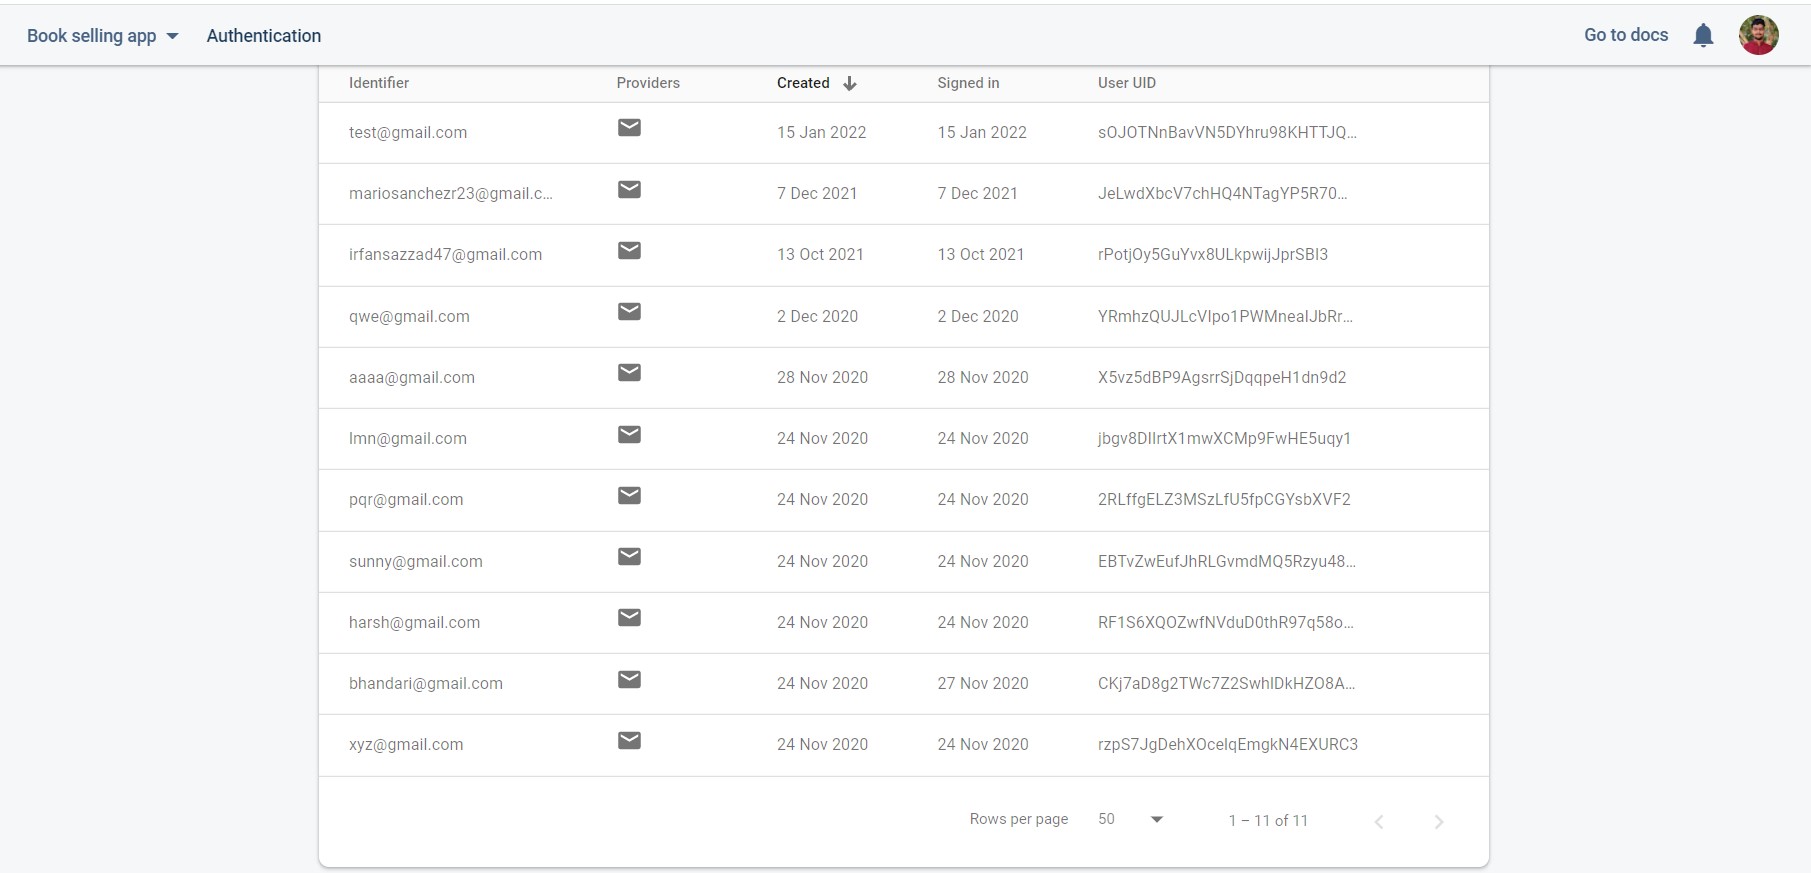 Book selling app Authentication Go to docs
Identifier Providers Created Signed in User UID
test@gmail.com 15 Jan 2022 15 Jan 2022 sOJOTNnBavVN5DYhru98KHTTJQ...
mariosanchezr23@gmail.c... 7 Dec 2021 7 Dec 2021 JeLwdXbcV7chHQ4NTagYP5R70...
irfansazzad47@gmail.com 13 Oct 2021 13 Oct 2021 rPotjOy5GuYvx8ULkpwijJprSBI3
qwe@gmail.com 2 Dec 2020 2 Dec 2020 YRmhzQUJLcVIpo1PWMnealJbRr...
aaaa@gmail.com 28 Nov 2020 28 Nov 2020 X5vz5dBP9AgsrrSjDqqpeH1dn9d2
lmn@gmail.com 24 Nov 2020 24 Nov 2020 jbgv8DIIrtX1mwXCMp9FwHE5uqy1
pqr@gmail.com 24 Nov 2020 24 Nov 2020 2RLffgELZ3MSzLfU5fpCGYsbXVF2
sunny@gmail.com 24 Nov 2020 24 Nov 2020 EBTvZwEufJhRLGvmdMQ5Rzyu48...
harsh@gmail.com 24 Nov 2020 24 Nov 2020 RF1S6XQOZwfNVduD0thR97q58o...
bhandari@gmail.com 24 Nov 2020 27 Nov 2020 CKj7aD8g2TWc7Z2SwhIDkHZO8A...
xyz@gmail.com 24 Nov 2020 24 Nov 2020 rzpS7JgDehXOcelqEmgkN4EXURC3
Rows per page 50 1 – 11 of 11